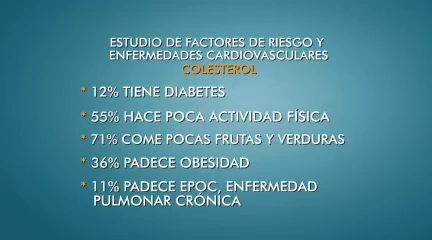 ESTUDIO DE FACTORES DE RIESGO Y
ENFERMEDADES CARDIOVASCULARES
COLESTEROL
* 12% TIENE DIABETES
* 55% HACE POCA ACTIVIDAD FÍSICA
* 71% COME POCAS FRUTAS Y VERDURAS
* 36% PADECE OBESIDAD
* 11% PADECE EPOC, ENFERMEDAD
PULMONAR CRÓNICA